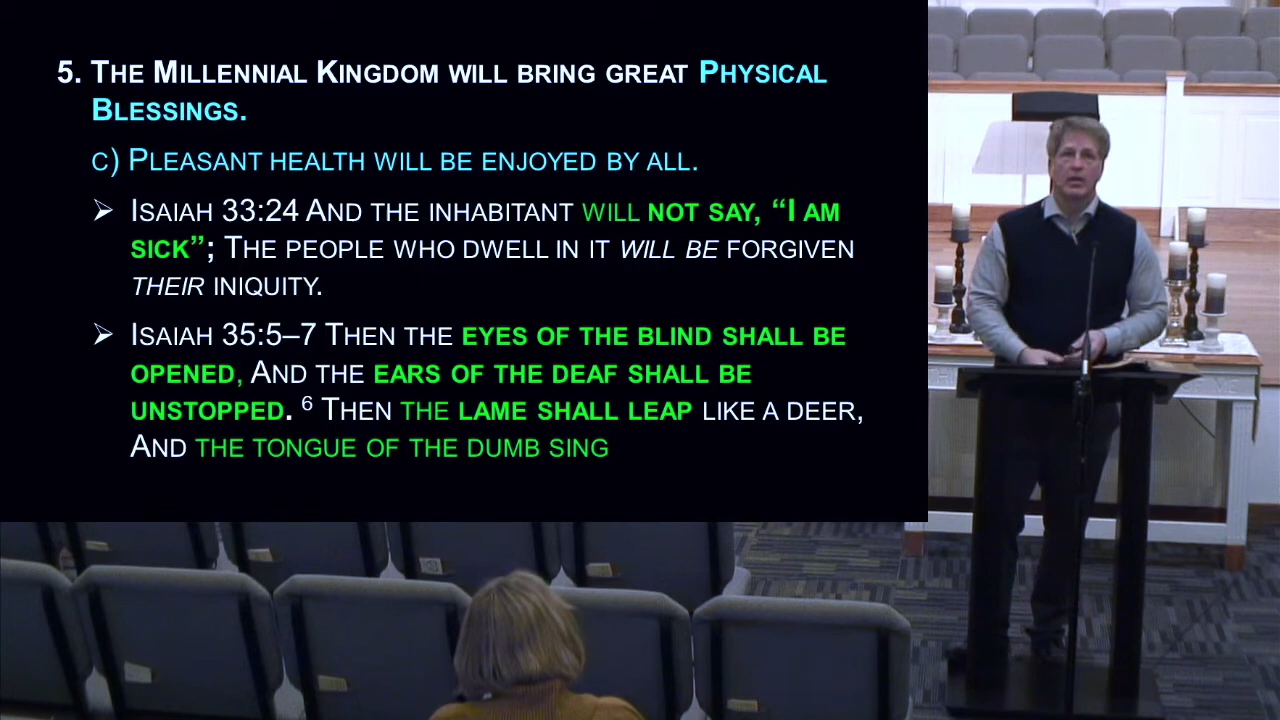 5. The Millennial Kingdom will bring great Physical
Blessings.
c) Pleasant health will be enjoyed by all.
➢ Isaiah 33:24 And the inhabitant will not say, “I am
sick”; The people who dwell in it will be forgiven
their iniquity.
➢ Isaiah 35:5–7 Then the eyes of the blind shall be
opened, And the ears of the deaf shall be
unstopped. 6 Then the lame shall leap like a deer,
And the tongue of the dumb sing